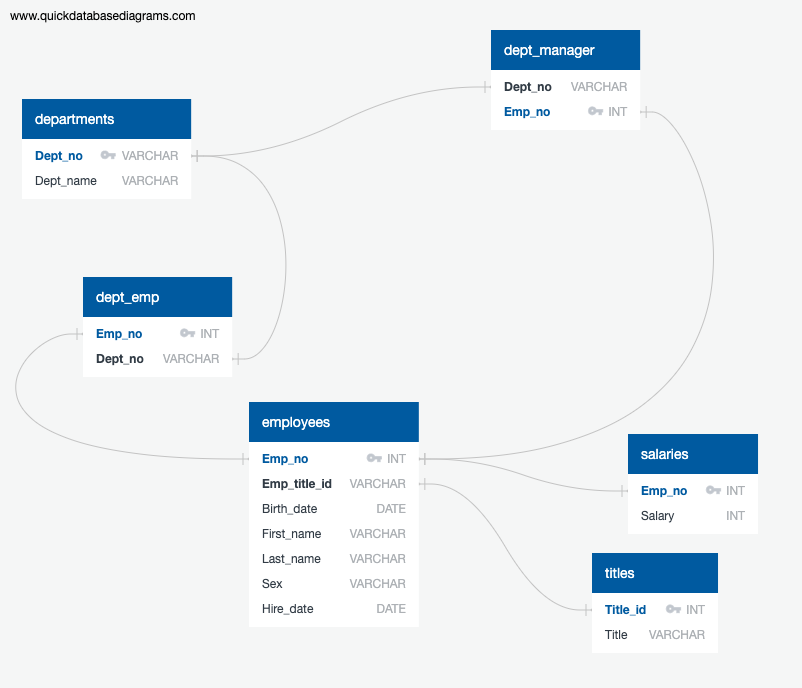 www.quickdatabasediagrams.com
dept_manager
Dept_no VARCHAR
Emp_no INT
departments
Dept_no VARCHAR
Dept_name VARCHAR
dept_emp
Emp_no INT
Dept_no VARCHAR
employees
Emp_no INT
Emp_title_id VARCHAR
Birth_date DATE
First_name VARCHAR
Last_name VARCHAR
Sex VARCHAR
Hire_date DATE
salaries
Emp_no INT
Salary INT
titles
Title_id INT
Title VARCHAR